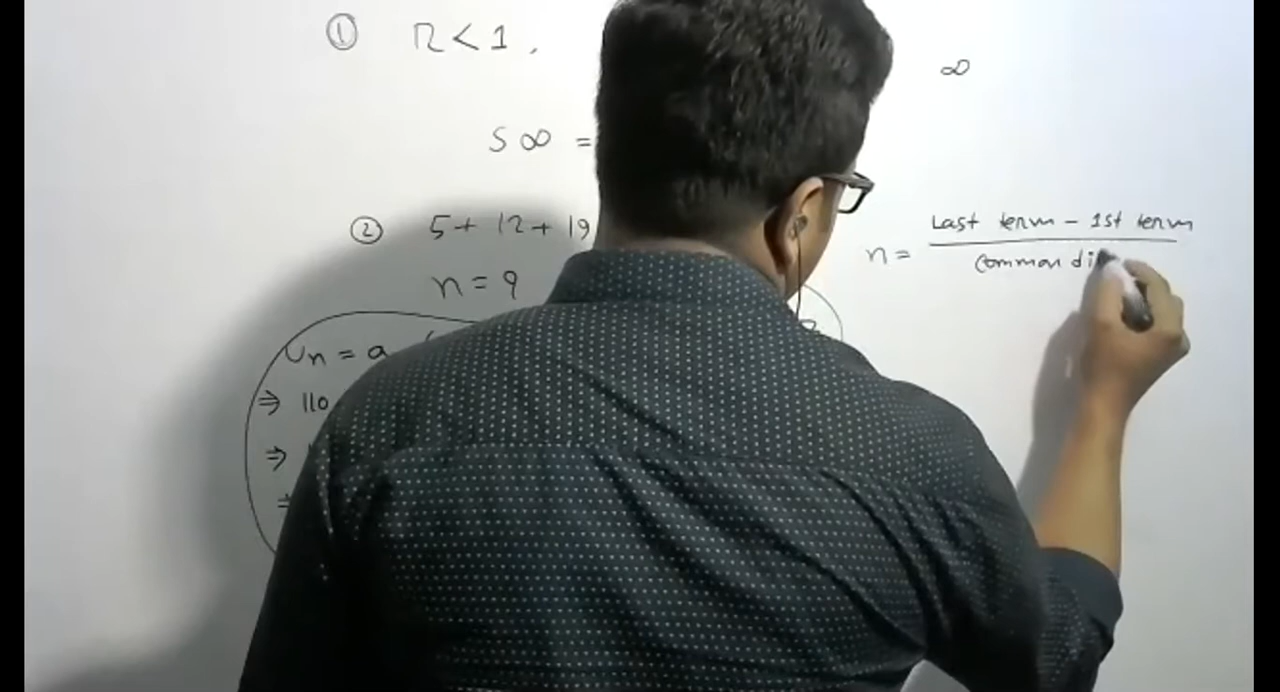 ① r < 1 ,
∞
S∞ =
② 5 + 12 + 19
n = 9
n = Last term - 1st term
Common di
Un = a
⇒ 110
⇒